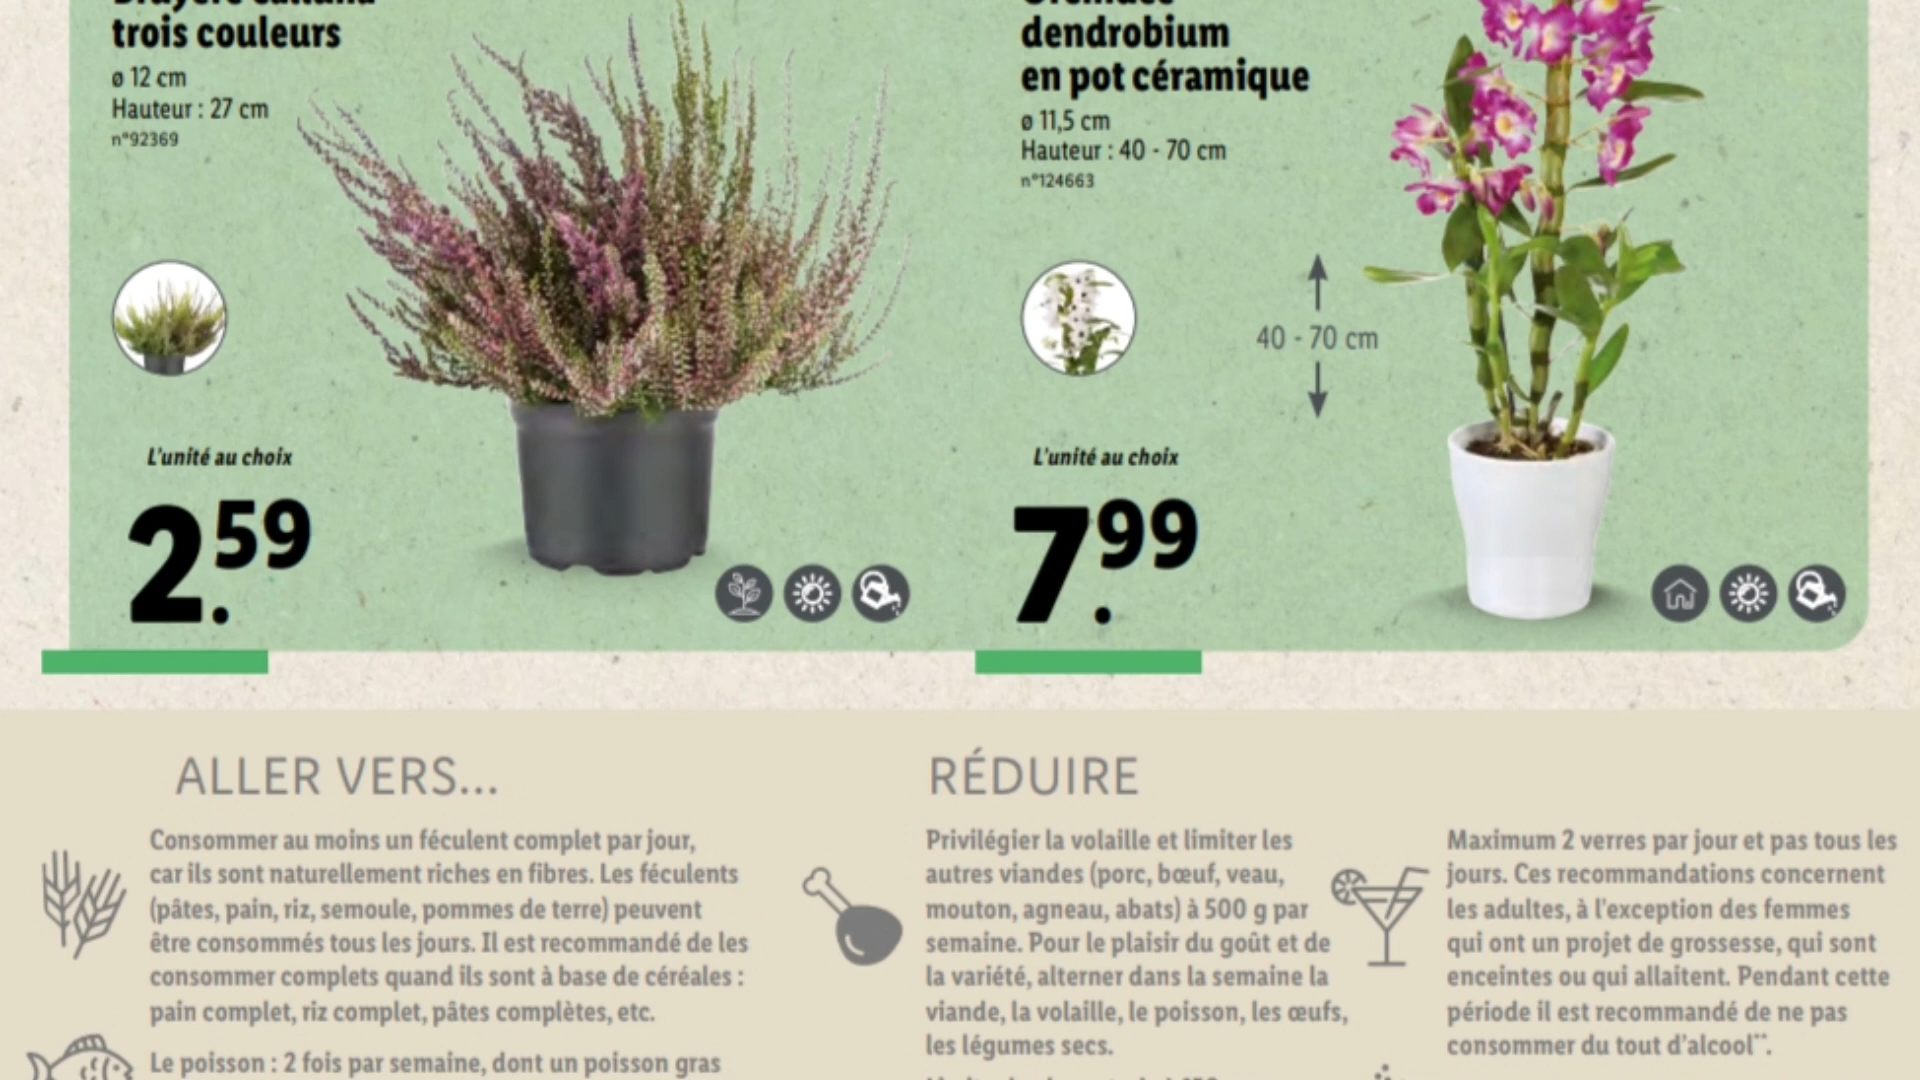 trois couleurs
ø 12 cm
Hauteur : 27 cm
n°92369
L'unité au choix
2.59
dendrobium
en pot céramique
ø 11,5 cm
Hauteur : 40 - 70 cm
n°124663
40 - 70 cm
L'unité au choix
7.99
ALLER VERS...
Consommer au moins un féculent complet par jour,
car ils sont naturellement riches en fibres. Les féculents
(pâtes, pain, riz, semoule, pommes de terre) peuvent
être consommés tous les jours. Il est recommandé de les
consommer complets quand ils sont à base de céréales :
pain complet, riz complet, pâtes complètes, etc.
Le poisson : 2 fois par semaine, dont un poisson gras
RÉDUIRE
Privilégier la volaille et limiter les
autres viandes (porc, bœuf, veau,
mouton, agneau, abats) à 500 g par
semaine. Pour le plaisir du goût et de
la variété, alterner dans la semaine la
viande, la volaille, le poisson, les œufs,
les légumes secs.
Maximum 2 verres par jour et pas tous les
jours. Ces recommandations concernent
les adultes, à l'exception des femmes
qui ont un projet de grossesse, qui sont
enceintes ou qui allaitent. Pendant cette
période il est recommandé de ne pas
consommer du tout d'alcool**.